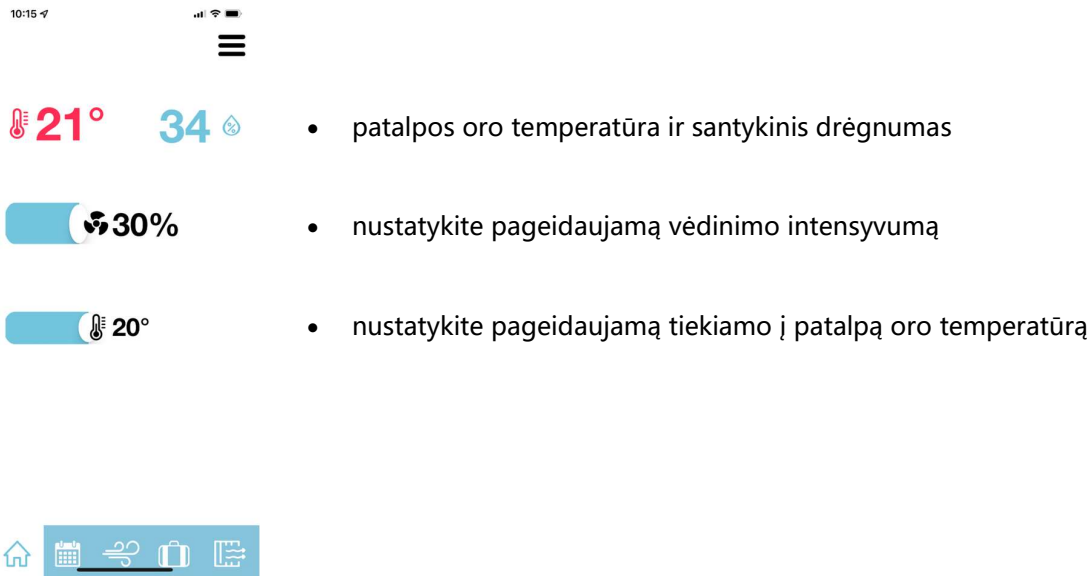 10:15
21° 34 %
• patalpos oro temperatūra ir santykinis drėgnumas
30%
• nustatykite pageidaujamą vėdinimo intensyvumą
20°
• nustatykite pageidaujamą tiekiamo į patalpą oro temperatūrą